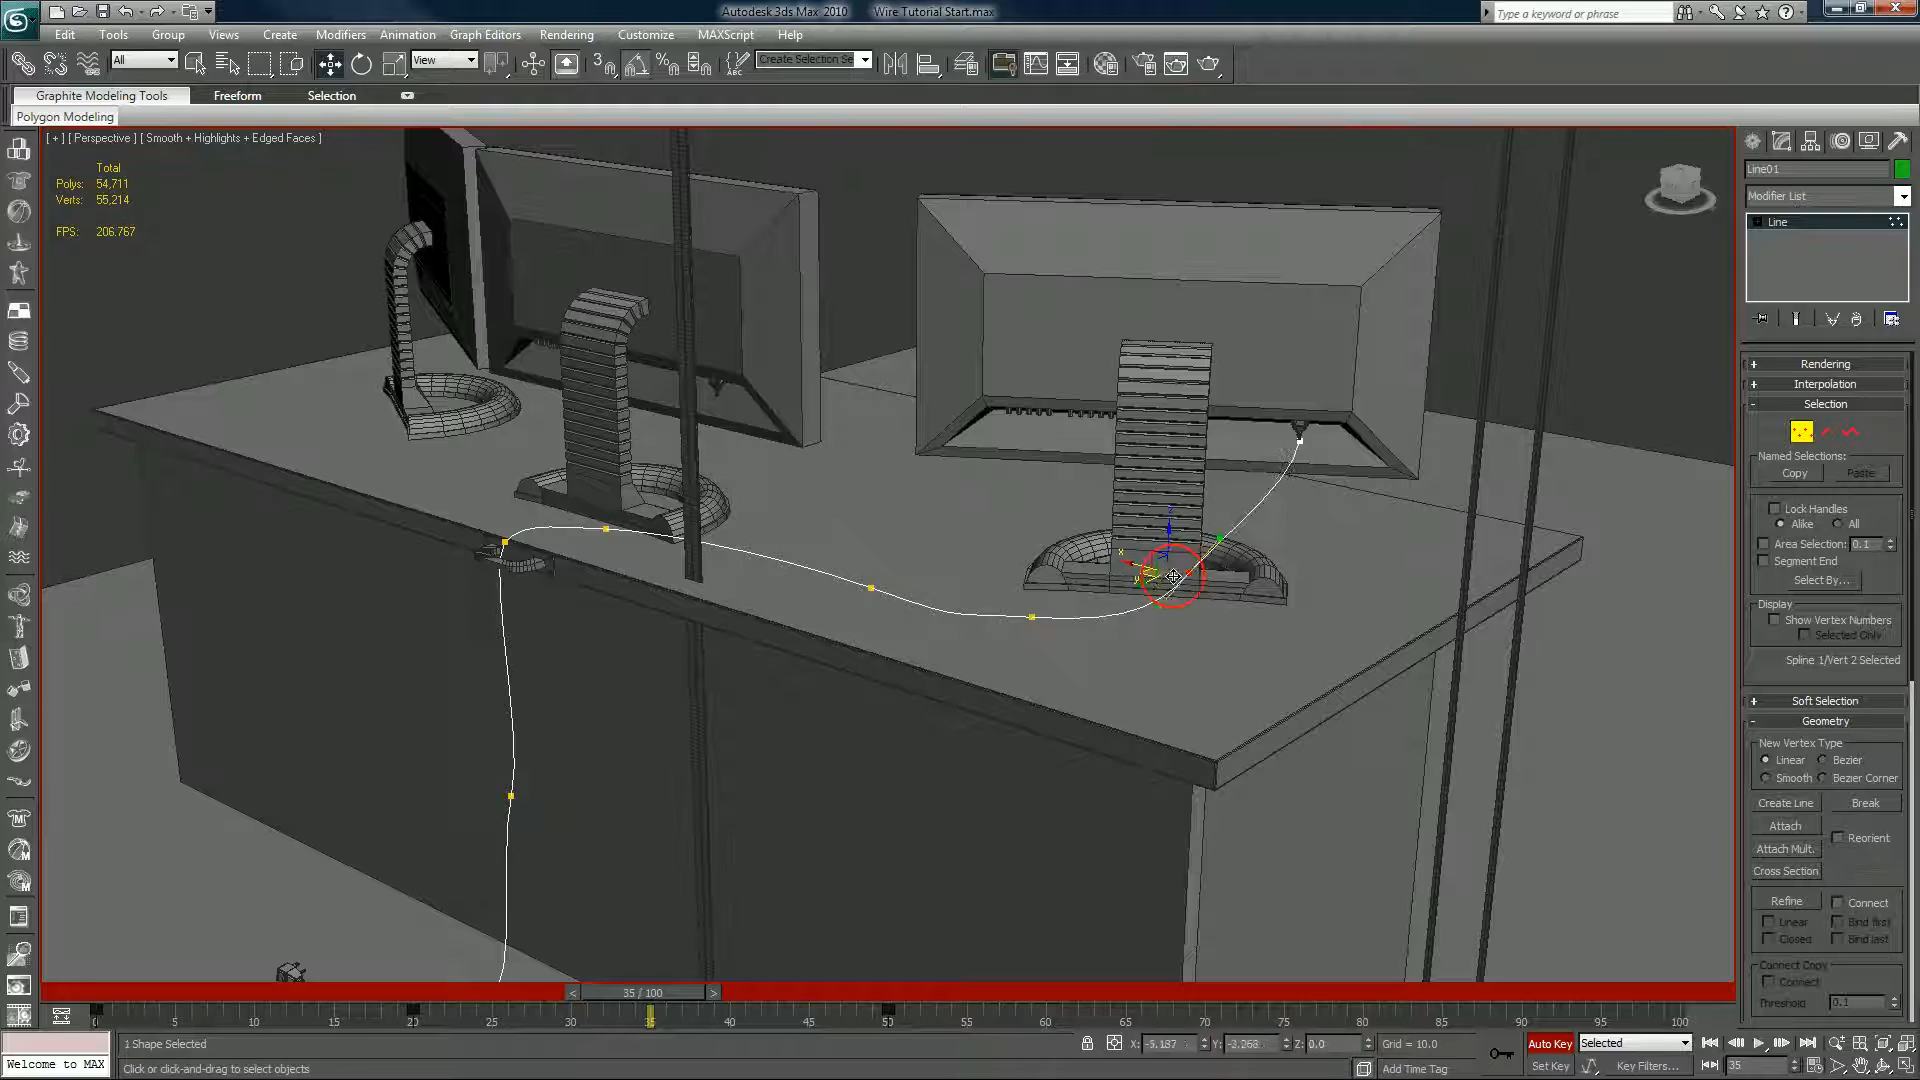 Autodesk 3ds Max 2010 Wire Tutorial Start.max
Type a keyword or phrase
Edit Tools Group Views Create Modifiers Animation Graph Editors Rendering Customize MAXScript Help
All View Create Selection Se
Graphite Modeling Tools Freeform Selection
Polygon Modeling
[ + ] [ Perspective ] [ Smooth + Highlights + Edged Faces ]
Total
Polys: 54,711
Verts: 55,214
FPS: 206.767
Line01
Modifier List
Line
Rendering
Interpolation
Selection
Named Selections:
Copy Paste
Lock Handles
Alike All
Area Selection: 0.1
Segment End
Select By...
Display
Show Vertex Numbers
Selected Only
Spline 1/Vert 2 Selected
Soft Selection
Geometry
New Vertex Type
Linear Bezier
Smooth Bezier Corner
Create Line Break
Attach Reorient
Attach Mult.
Cross Section
Refine Connect
Linear Bind first
Closed Bind last
Connect Copy
Connect
Threshold 0.1
x y z
< 35 / 100 >
0 5 10 15 20 25 30 35 40 45 50 55 60 65 70 75 80 85 90 95 100
1 Shape Selected X: -5.187 Y: -3.268 Z: 0.0 Grid = 10.0 Auto Key Selected
Welcome to MAX Click or click-and-drag to select objects Add Time Tag Set Key Key Filters... 35